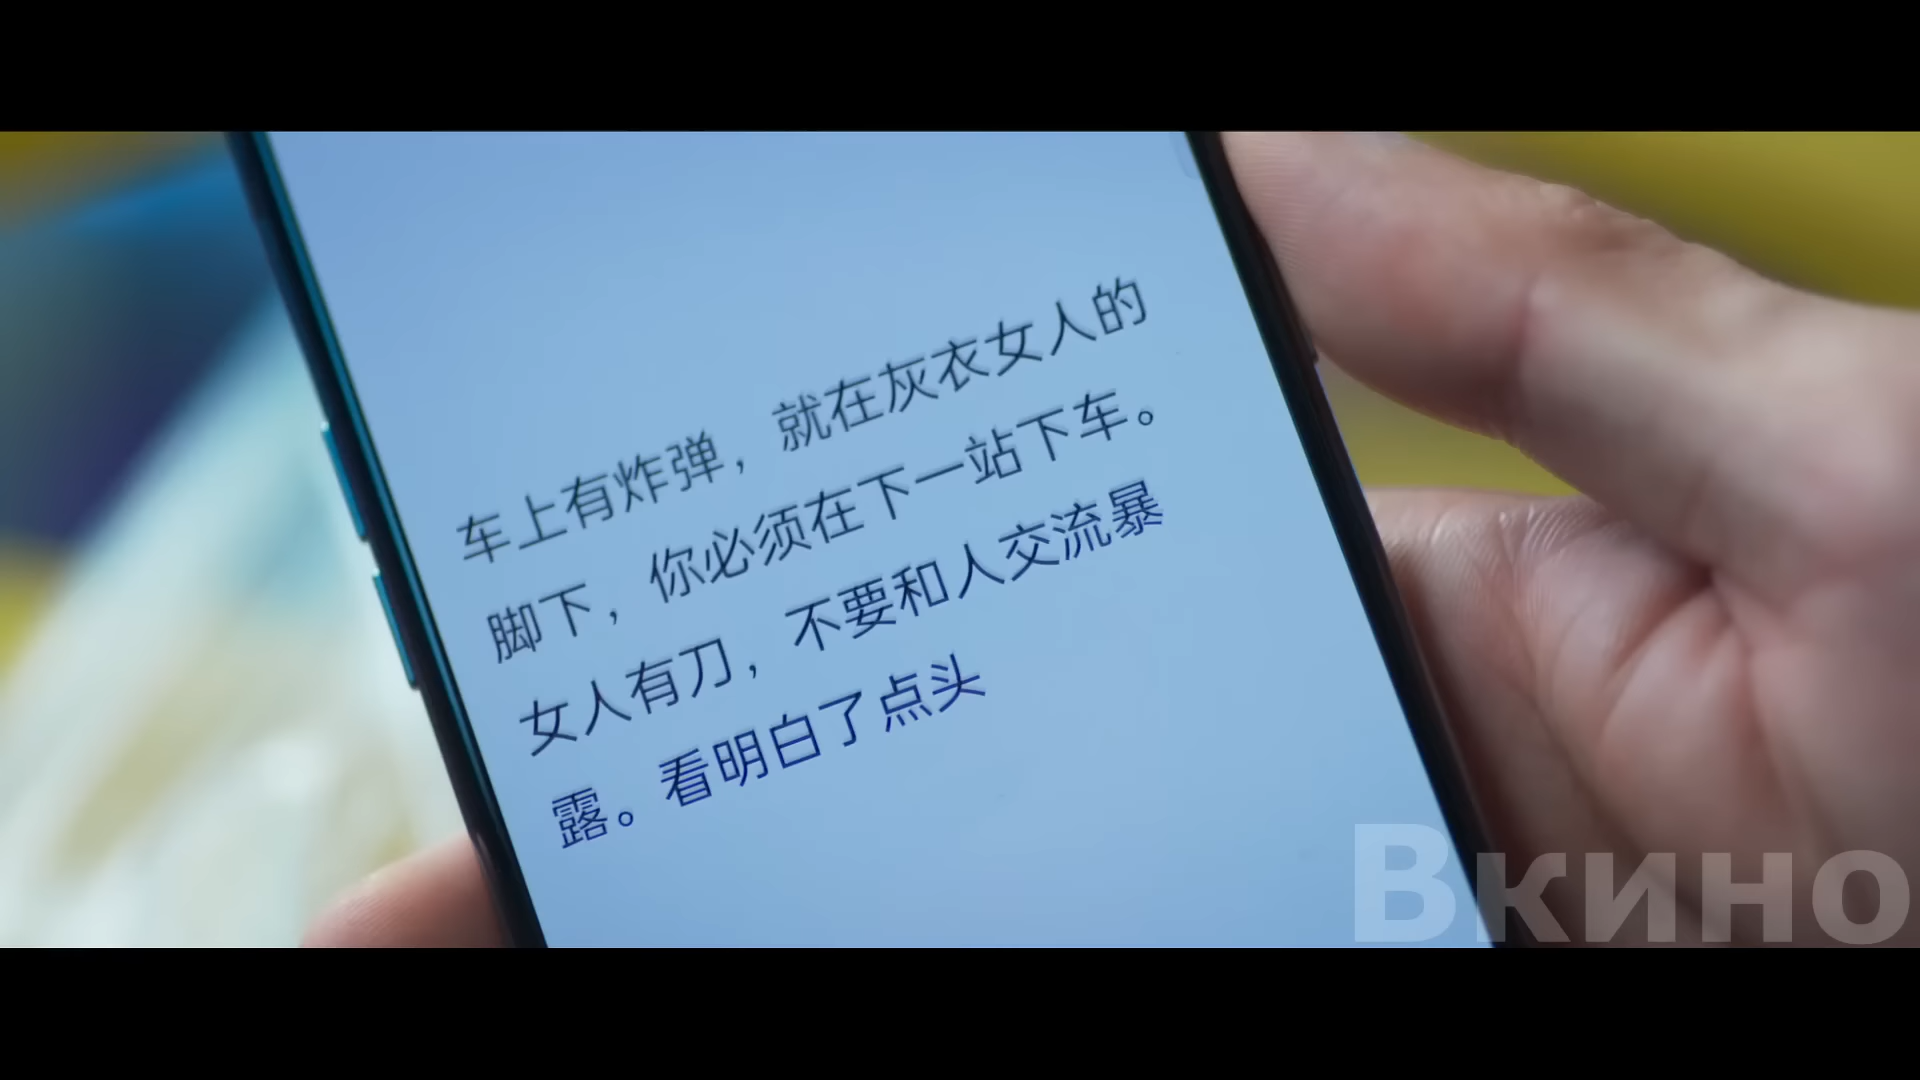 车上有炸弹，就在灰衣女人的
脚下，你必须在下一站下车。
女人有刀，不要和人交流暴
露。看明白了点头
Вкино